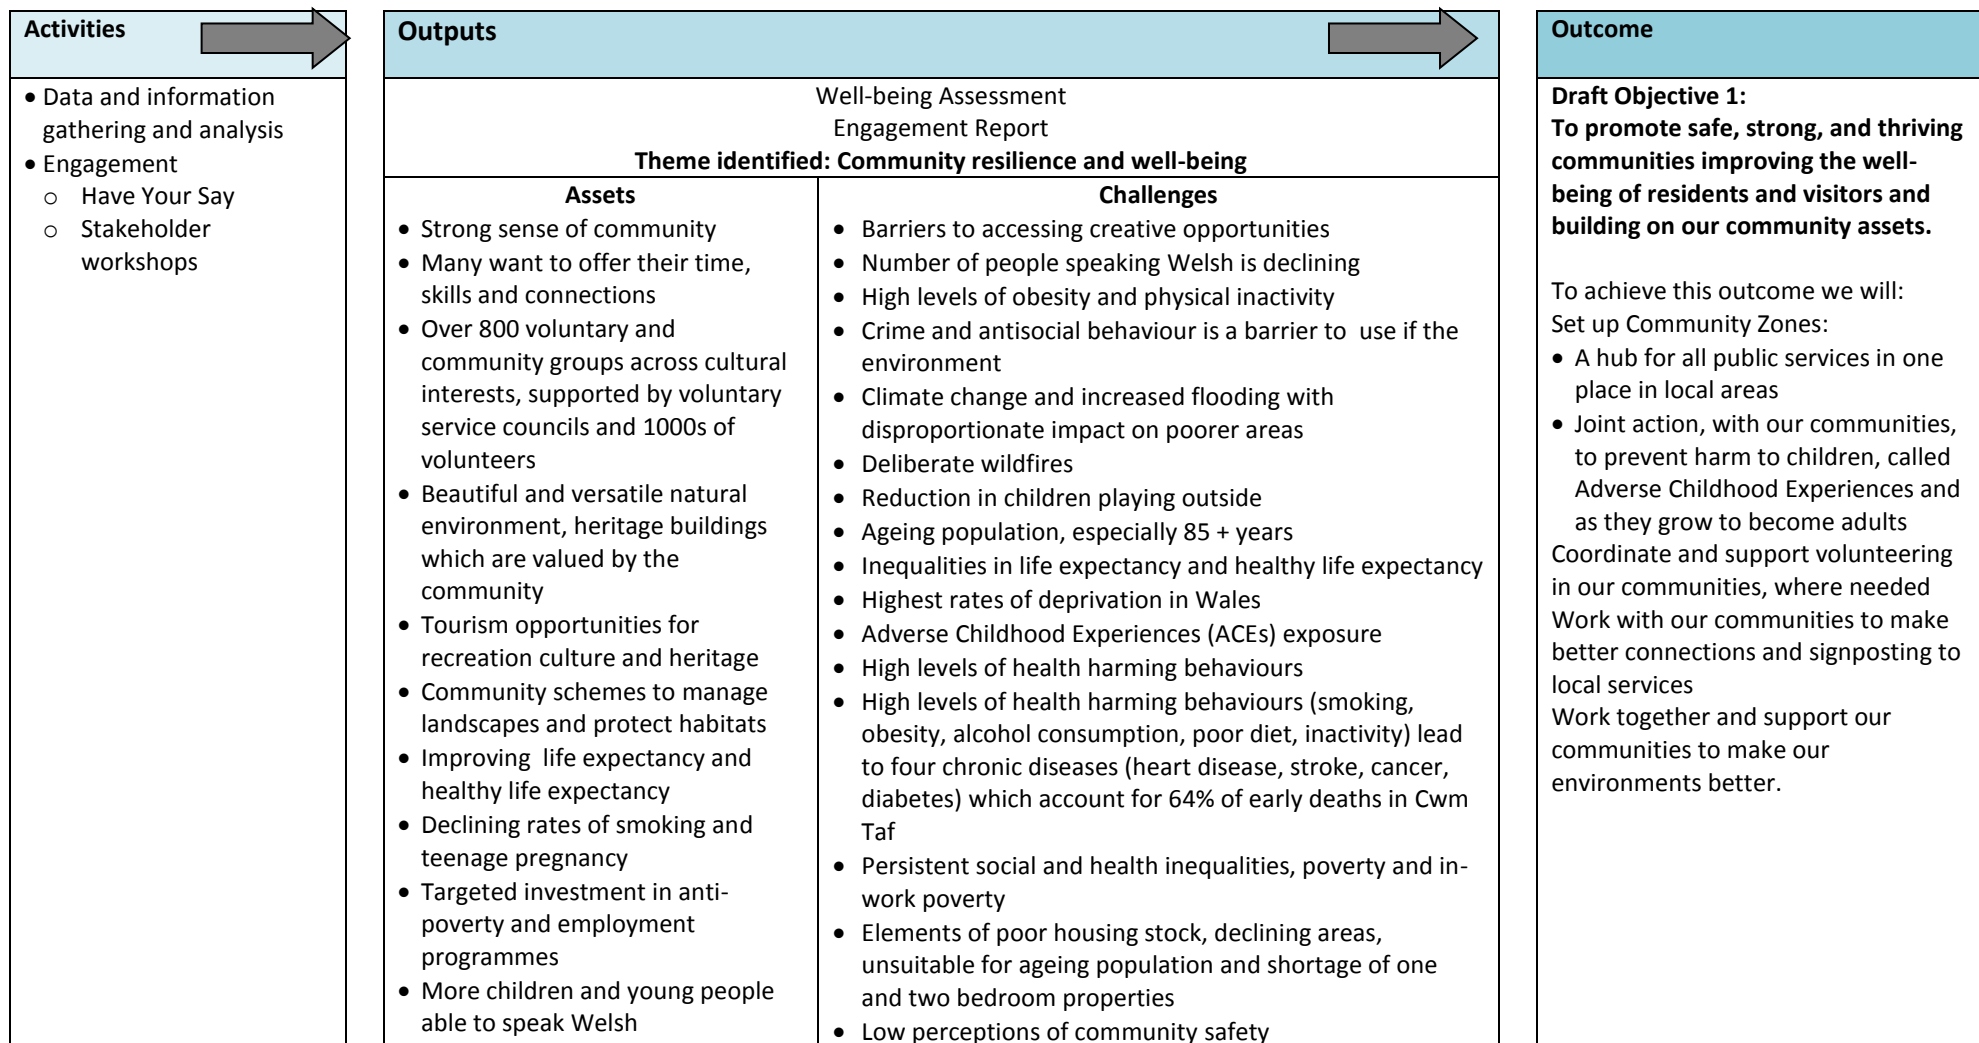 Activities
• Data and information
gathering and analysis
• Engagement
o Have Your Say
o Stakeholder
workshops
Outputs
Well-being Assessment
Engagement Report
Theme identified: Community resilience and well-being
Assets
• Strong sense of community
• Many want to offer their time,
skills and connections
• Over 800 voluntary and
community groups across cultural
interests, supported by voluntary
service councils and 1000s of
volunteers
• Beautiful and versatile natural
environment, heritage buildings
which are valued by the
community
• Tourism opportunities for
recreation culture and heritage
• Community schemes to manage
landscapes and protect habitats
• Improving  life expectancy and
healthy life expectancy
• Declining rates of smoking and
teenage pregnancy
• Targeted investment in anti-
poverty and employment
programmes
• More children and young people
able to speak Welsh
Challenges
• Barriers to accessing creative opportunities
• Number of people speaking Welsh is declining
• High levels of obesity and physical inactivity
• Crime and antisocial behaviour is a barrier to  use if the
environment
• Climate change and increased flooding with
disproportionate impact on poorer areas
• Deliberate wildfires
• Reduction in children playing outside
• Ageing population, especially 85 + years
• Inequalities in life expectancy and healthy life expectancy
• Highest rates of deprivation in Wales
• Adverse Childhood Experiences (ACEs) exposure
• High levels of health harming behaviours
• High levels of health harming behaviours (smoking,
obesity, alcohol consumption, poor diet, inactivity) lead
to four chronic diseases (heart disease, stroke, cancer,
diabetes) which account for 64% of early deaths in Cwm
Taf
• Persistent social and health inequalities, poverty and in-
work poverty
• Elements of poor housing stock, declining areas,
unsuitable for ageing population and shortage of one
and two bedroom properties
• Low perceptions of community safety
Outcome
Draft Objective 1:
To promote safe, strong, and thriving
communities improving the well-
being of residents and visitors and
building on our community assets.
To achieve this outcome we will:
Set up Community Zones:
• A hub for all public services in one
place in local areas
• Joint action, with our communities,
to prevent harm to children, called
Adverse Childhood Experiences and
as they grow to become adults
Coordinate and support volunteering
in our communities, where needed
Work with our communities to make
better connections and signposting to
local services
Work together and support our
communities to make our
environments better.